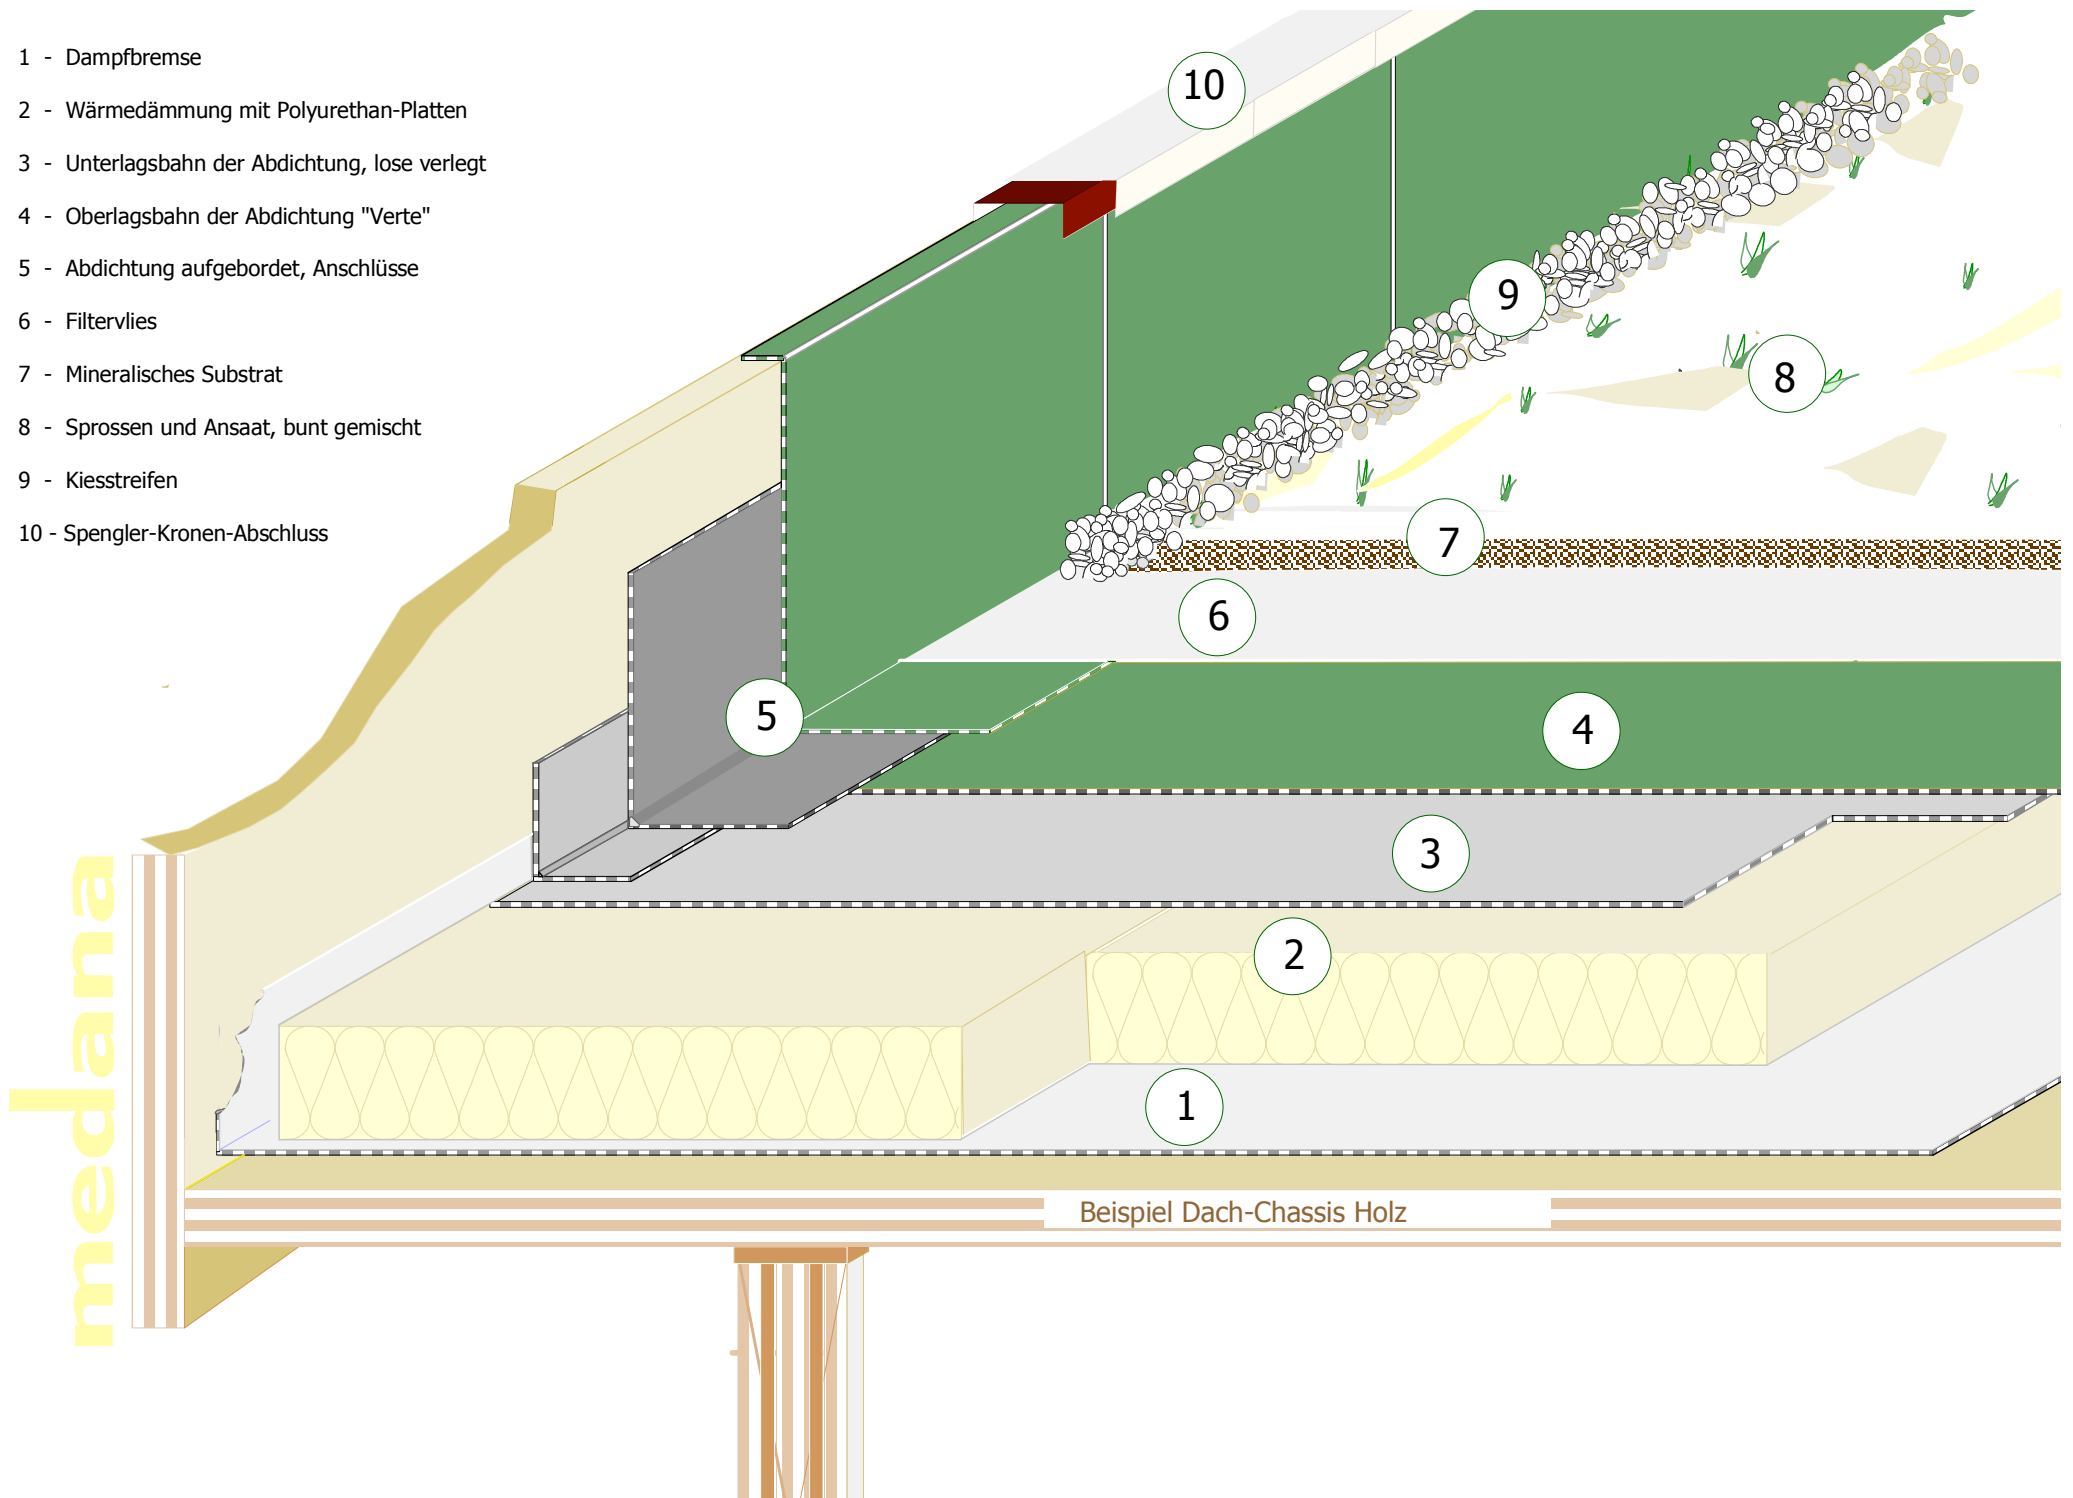 1 - Dampfbremse
2 - Wärmedämmung mit Polyurethan-Platten
3 - Unterlagsbahn der Abdichtung, lose verlegt
4 - Oberlagsbahn der Abdichtung "Verte"
5 - Abdichtung aufgebordet, Anschlüsse
6 - Filtervlies
7 - Mineralisches Substrat
8 - Sprossen und Ansaat, bunt gemischt
9 - Kiesstreifen
10 - Spengler-Kronen-Abschluss
10
9
8
7
6
5
4
3
2
1
Beispiel Dach-Chassis Holz
medana